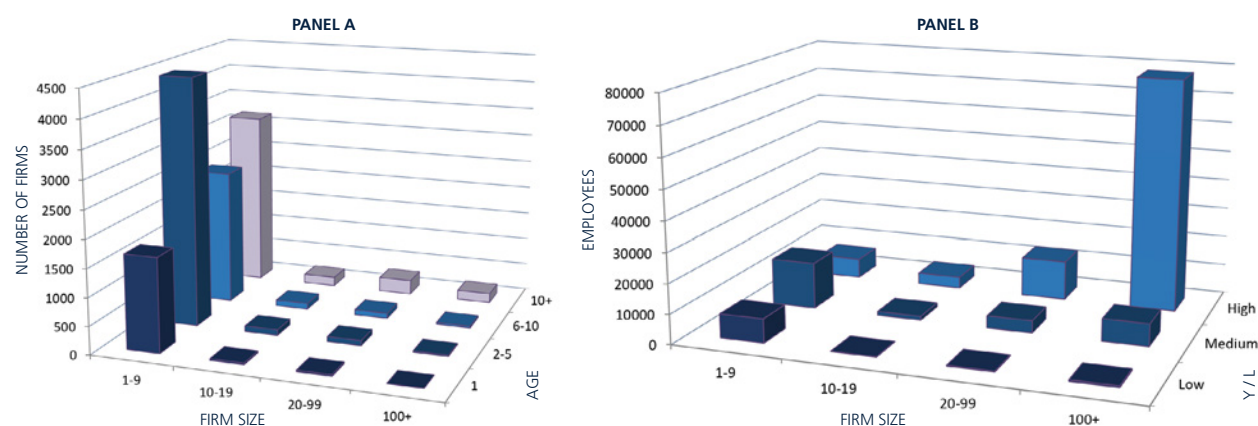 PANEL A
NUMBER OF FIRMS
4500
4000
3500
3000
2500
2000
1500
1000
500
0
1-9
10-19
20-99
100+
FIRM SIZE
10+
6-10
2-5
1
AGE
PANEL B
EMPLOYEES
80000
70000
60000
50000
40000
30000
20000
10000
0
1-9
10-19
20-99
100+
FIRM SIZE
High
Medium
Low
Y / L